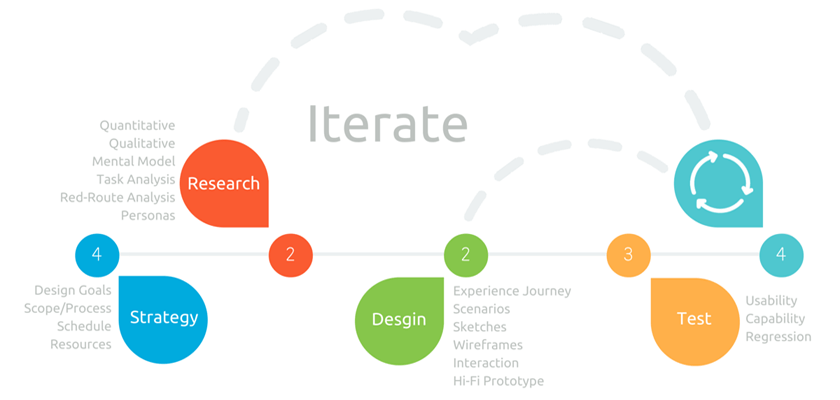 Iterate
Quantitative
Qualitative
Mental Model
Task Analysis
Red-Route Analysis
Personas
Research
4
2
2
3
4
Design Goals
Scope/Process
Schedule
Resources
Strategy
Desgin
Experience Journey
Scenarios
Sketches
Wireframes
Interaction
Hi-Fi Prototype
Test
Usability
Capability
Regression